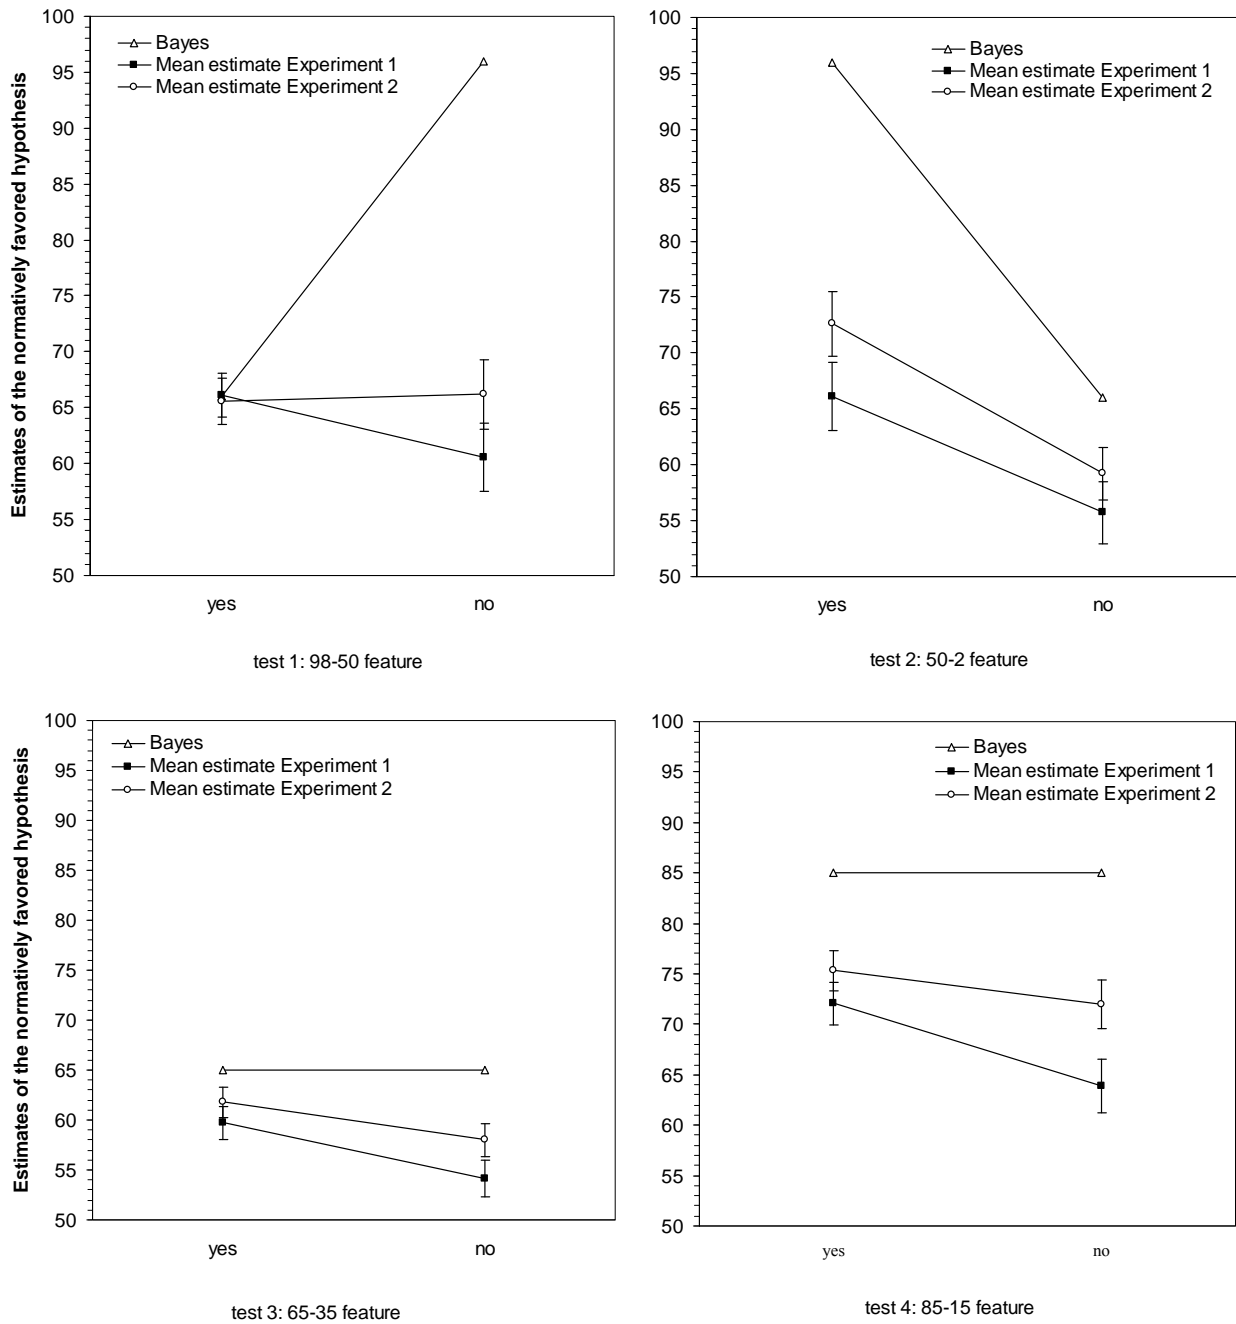 Estimates of the normatively favored hypothesis
100
95
90
85
80
75
70
65
60
55
50
Bayes
Mean estimate Experiment 1
Mean estimate Experiment 2
yes no
test 1: 98-50 feature
100
95
90
85
80
75
70
65
60
55
50
Bayes
Mean estimate Experiment 1
Mean estimate Experiment 2
yes no
test 2: 50-2 feature
Estimates of the normatively favored hypothesis
100
95
90
85
80
75
70
65
60
55
50
Bayes
Mean estimate Experiment 1
Mean estimate Experiment 2
yes no
test 3: 65-35 feature
100
95
90
85
80
75
70
65
60
55
50
Bayes
Mean estimate Experiment 1
Mean estimate Experiment 2
yes no
test 4: 85-15 feature